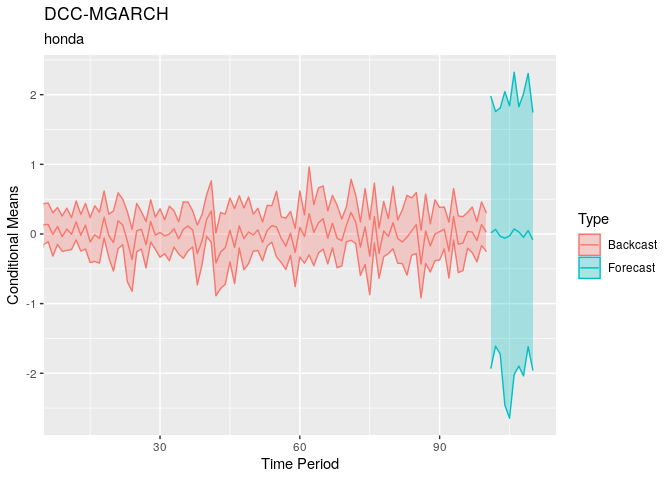 DCC-MGARCH
honda
Conditional Means
2
1
0
-1
-2
30
60
90
Time Period
Type
Backcast
Forecast